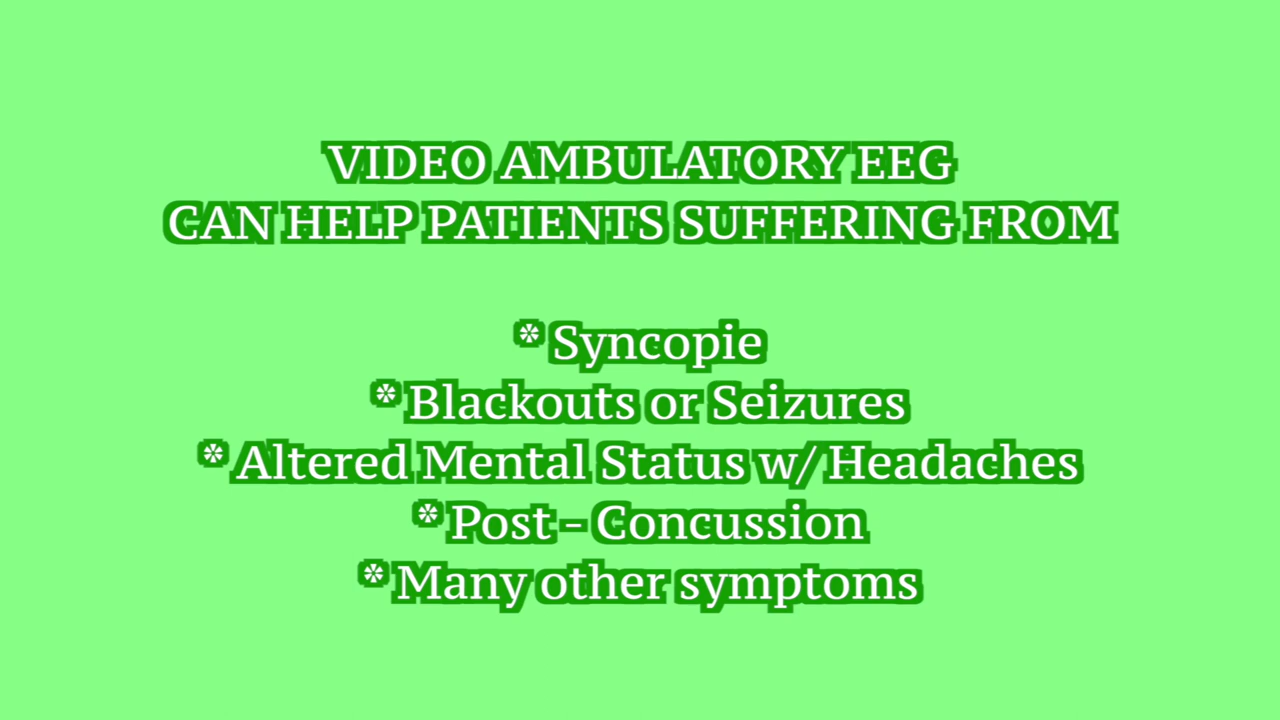 VIDEO AMBULATORY EEG
CAN HELP PATIENTS SUFFERING FROM
* Syncopie
* Blackouts or Seizures
* Altered Mental Status w/ Headaches
* Post - Concussion
* Many other symptoms